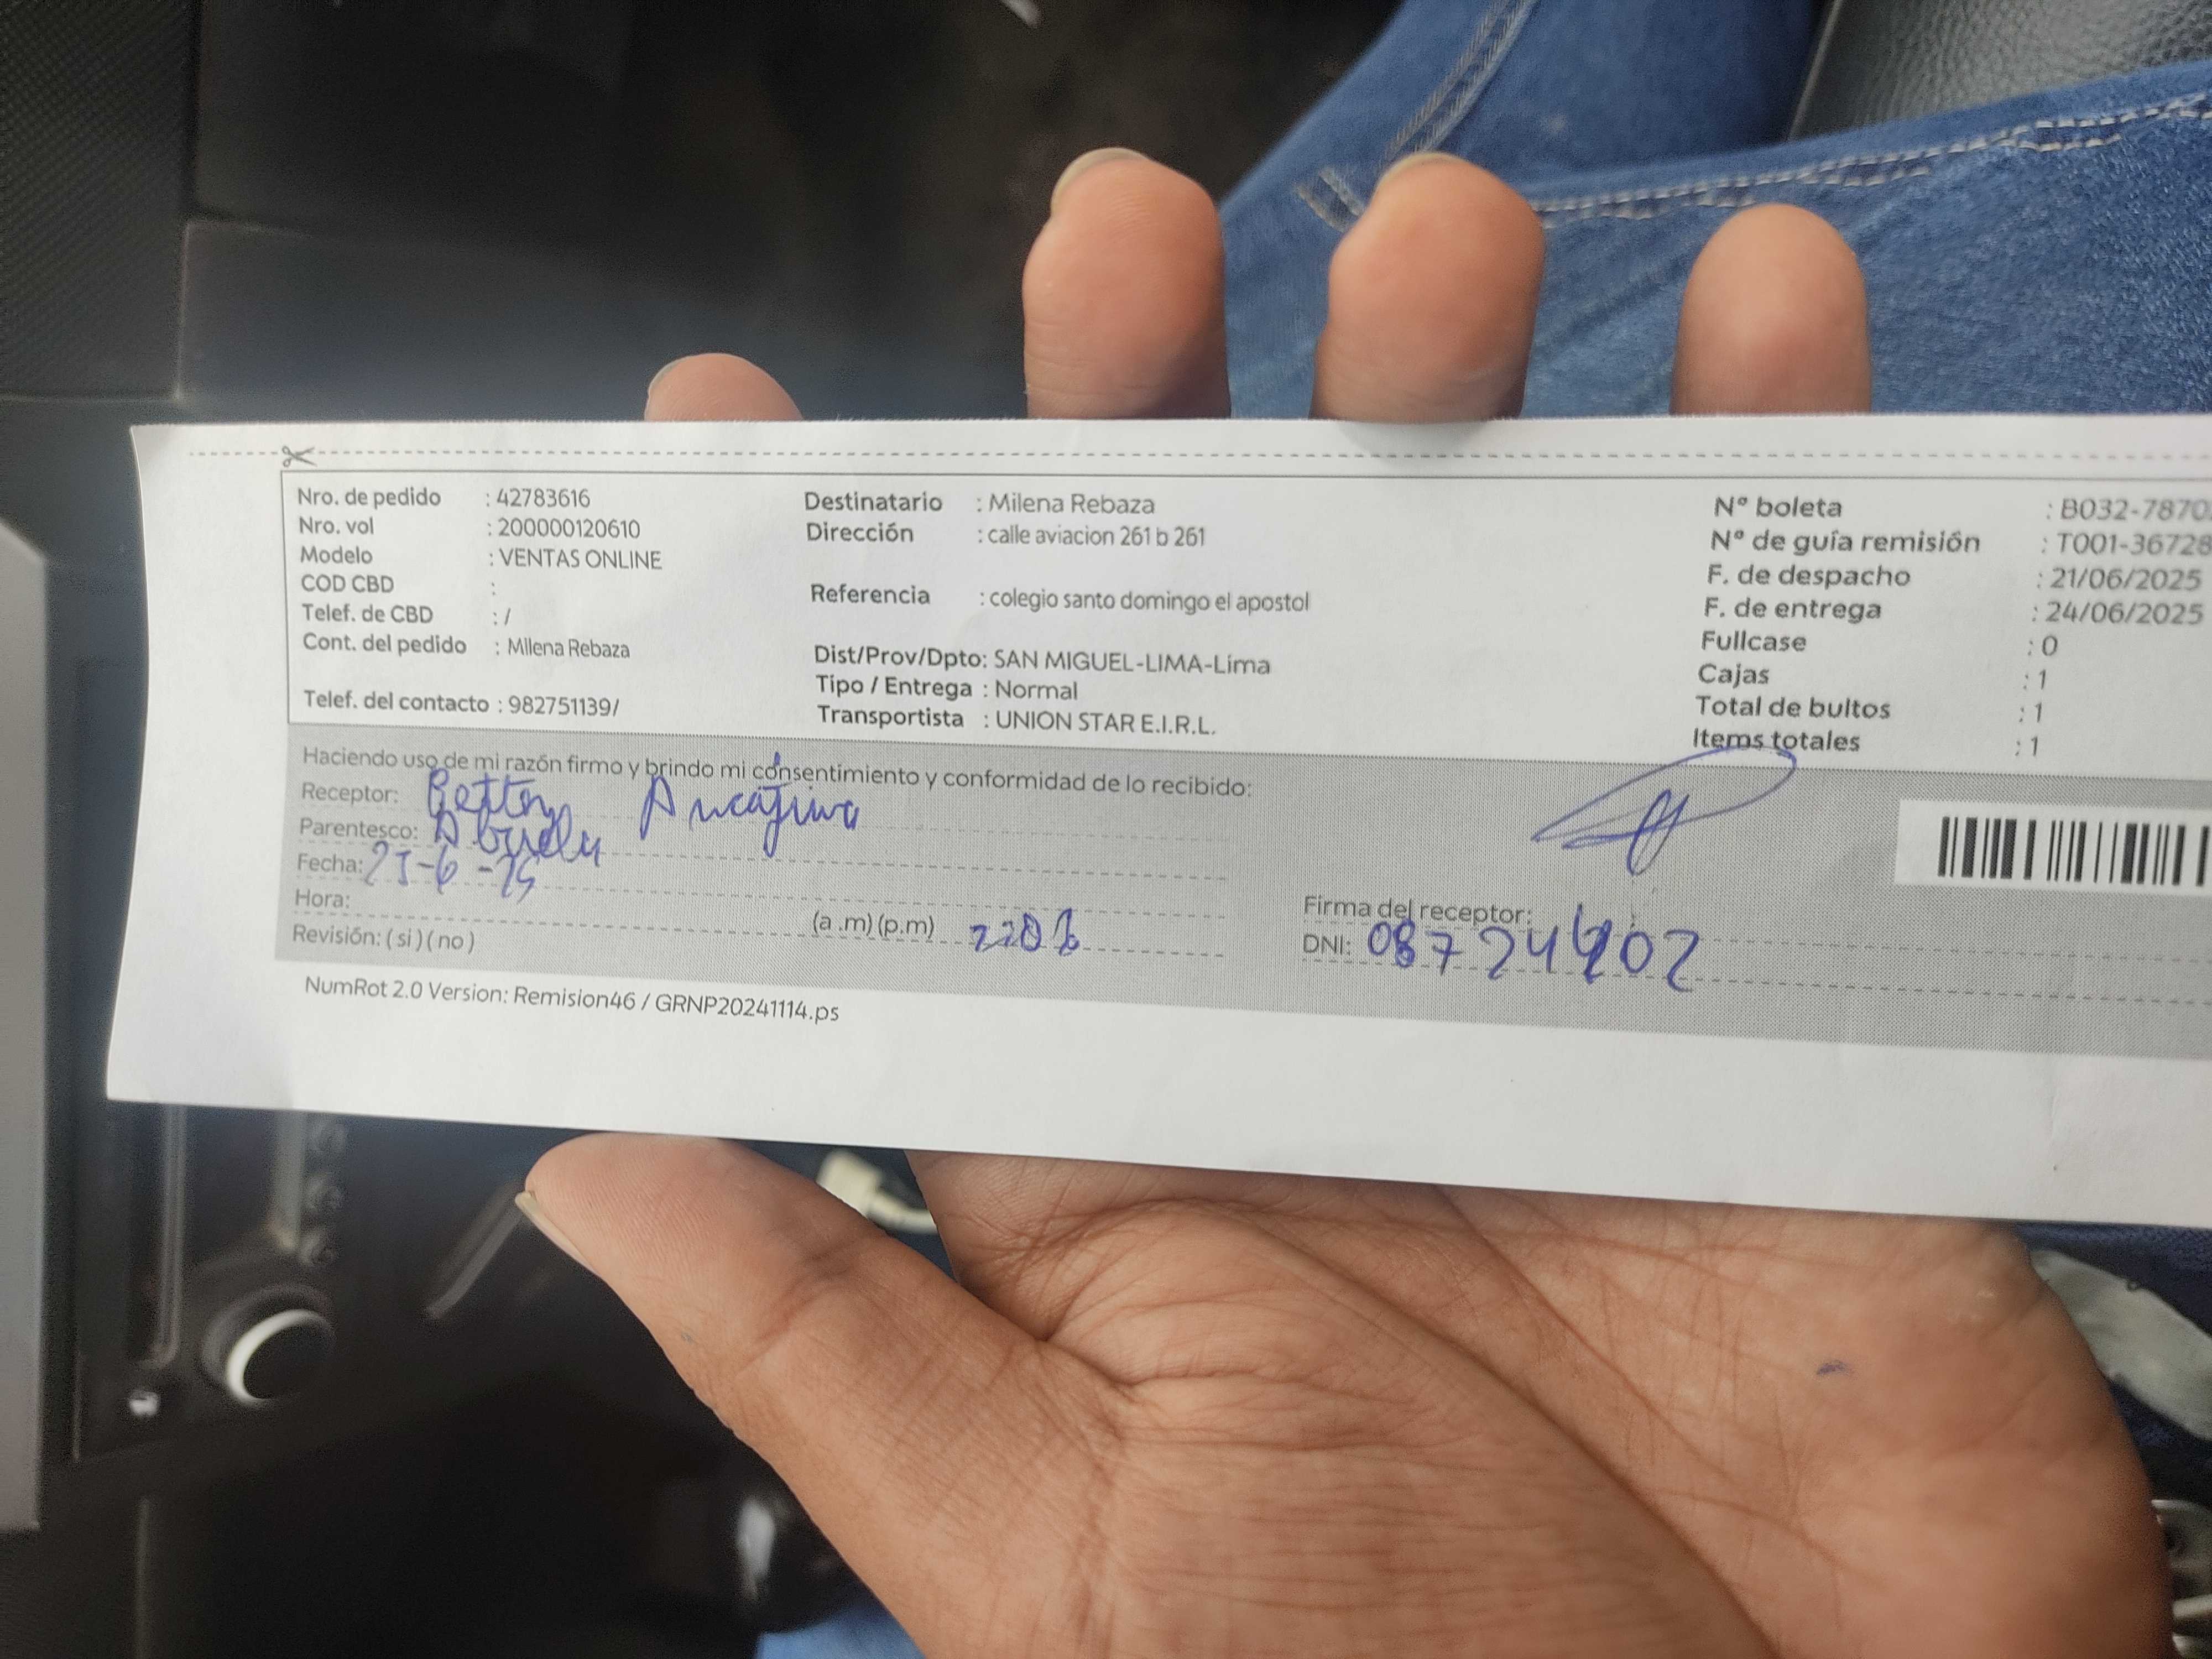 Nro. de pedido : 42783616
Nro. vol : 200000120610
Modelo : VENTAS ONLINE
COD CBD :
Telef. de CBD : /
Cont. del pedido : Milena Rebaza
Telef. del contacto : 982751139/
Destinatario : Milena Rebaza
Dirección : calle aviacion 261 b 261
Referencia : colegio santo domingo el apostol
Dist/Prov/Dpto: SAN MIGUEL-LIMA-Lima
Tipo / Entrega : Normal
Transportista : UNION STAR E.I.R.L.
Nº boleta : B032-7870
Nº de guía remisión : T001-36728
F. de despacho : 21/06/2025
F. de entrega : 24/06/2025
Fullcase : 0
Cajas : 1
Total de bultos : 1
Items totales : 1
Haciendo uso de mi razón firmo y brindo mi consentimiento y conformidad de lo recibido:
Receptor: Betty
Parentesco: Abuela
Fecha:
Hora:
(a.m) (p.m)
Revisión: ( si ) ( no )
Firma del receptor:
DNI:
NumRot 2.0 Version: Remision46 / GRNP20241114.ps